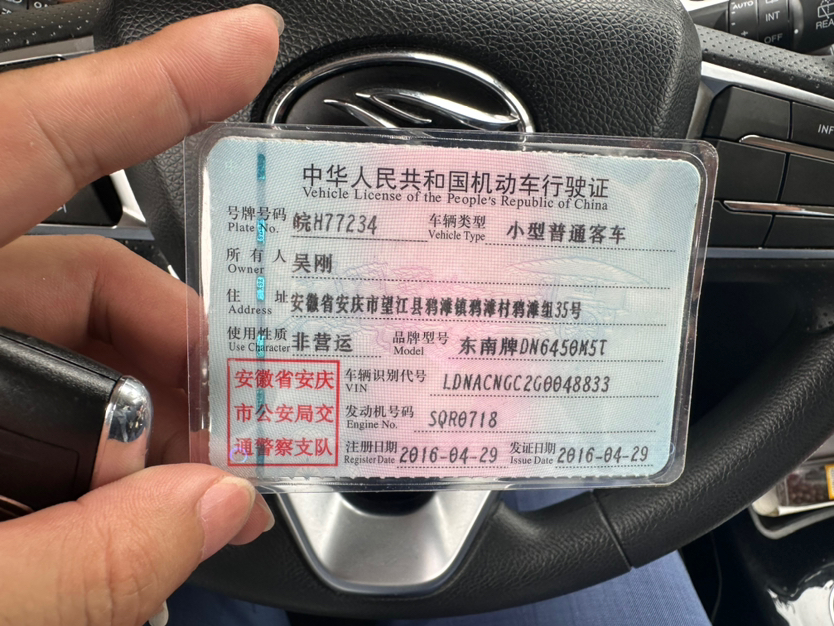 AUTO
INT
OFF
REA
INF
中华人民共和国机动车行驶证
Vehicle License of the People's Republic of China
号牌号码 皖H77234 车辆类型 小型普通客车
Plate No. Vehicle Type
所有人 吴刚
Owner
住址 安徽省安庆市望江县鸦滩镇鸦滩村鸦滩组35号
Address
使用性质 非营运 品牌型号 东南牌DN6450M5T
Use Character Model
安徽省安庆
市公安局交
通警察支队
车辆识别代号 LDNACNGC2G0048833
VIN
发动机号码 SQR0718
Engine No.
注册日期 2016-04-29 发证日期 2016-04-29
Register Date Issue Date